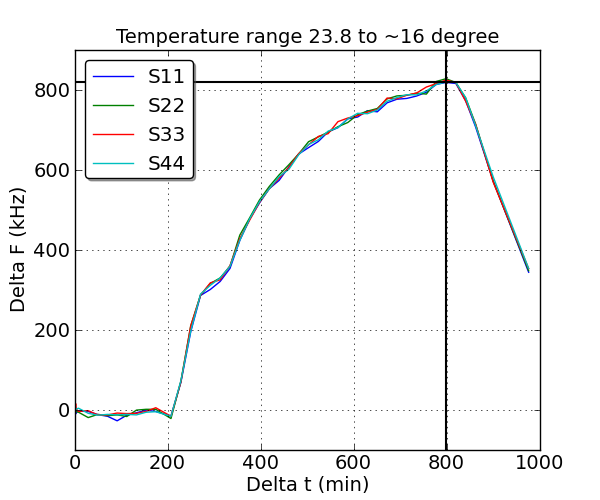 Temperature range 23.8 to ~16 degree
S11
S22
S33
S44
800
600
400
200
0
Delta F (kHz)
0 200 400 600 800 1000
Delta t (min)